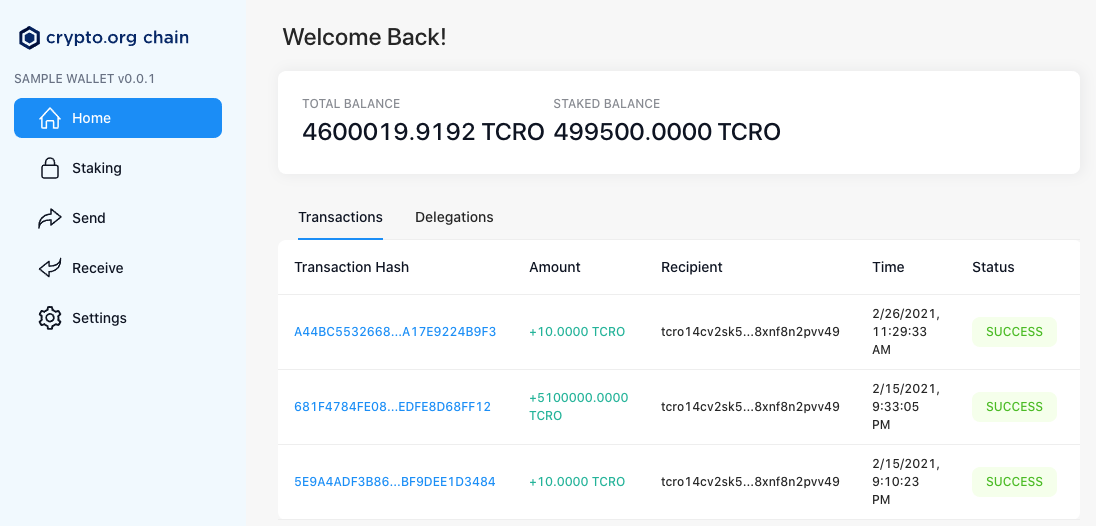 crypto.org chain
SAMPLE WALLET v0.0.1
Home
Staking
Send
Receive
Settings
Welcome Back!
TOTAL BALANCE STAKED BALANCE
4600019.9192 TCRO 499500.0000 TCRO
Transactions Delegations
Transaction Hash Amount Recipient Time Status
A44BC5532668...A17E9224B9F3 +10.0000 TCRO tcro14cv2sk5...8xnf8n2pvv49 2/26/2021, 11:29:33 AM SUCCESS
681F4784FE08...EDFE8D68FF12 +5100000.0000 TCRO tcro14cv2sk5...8xnf8n2pvv49 2/15/2021, 9:33:05 PM SUCCESS
5E9A4ADF3B86...BF9DEE1D3484 +10.0000 TCRO tcro14cv2sk5...8xnf8n2pvv49 2/15/2021, 9:10:23 PM SUCCESS